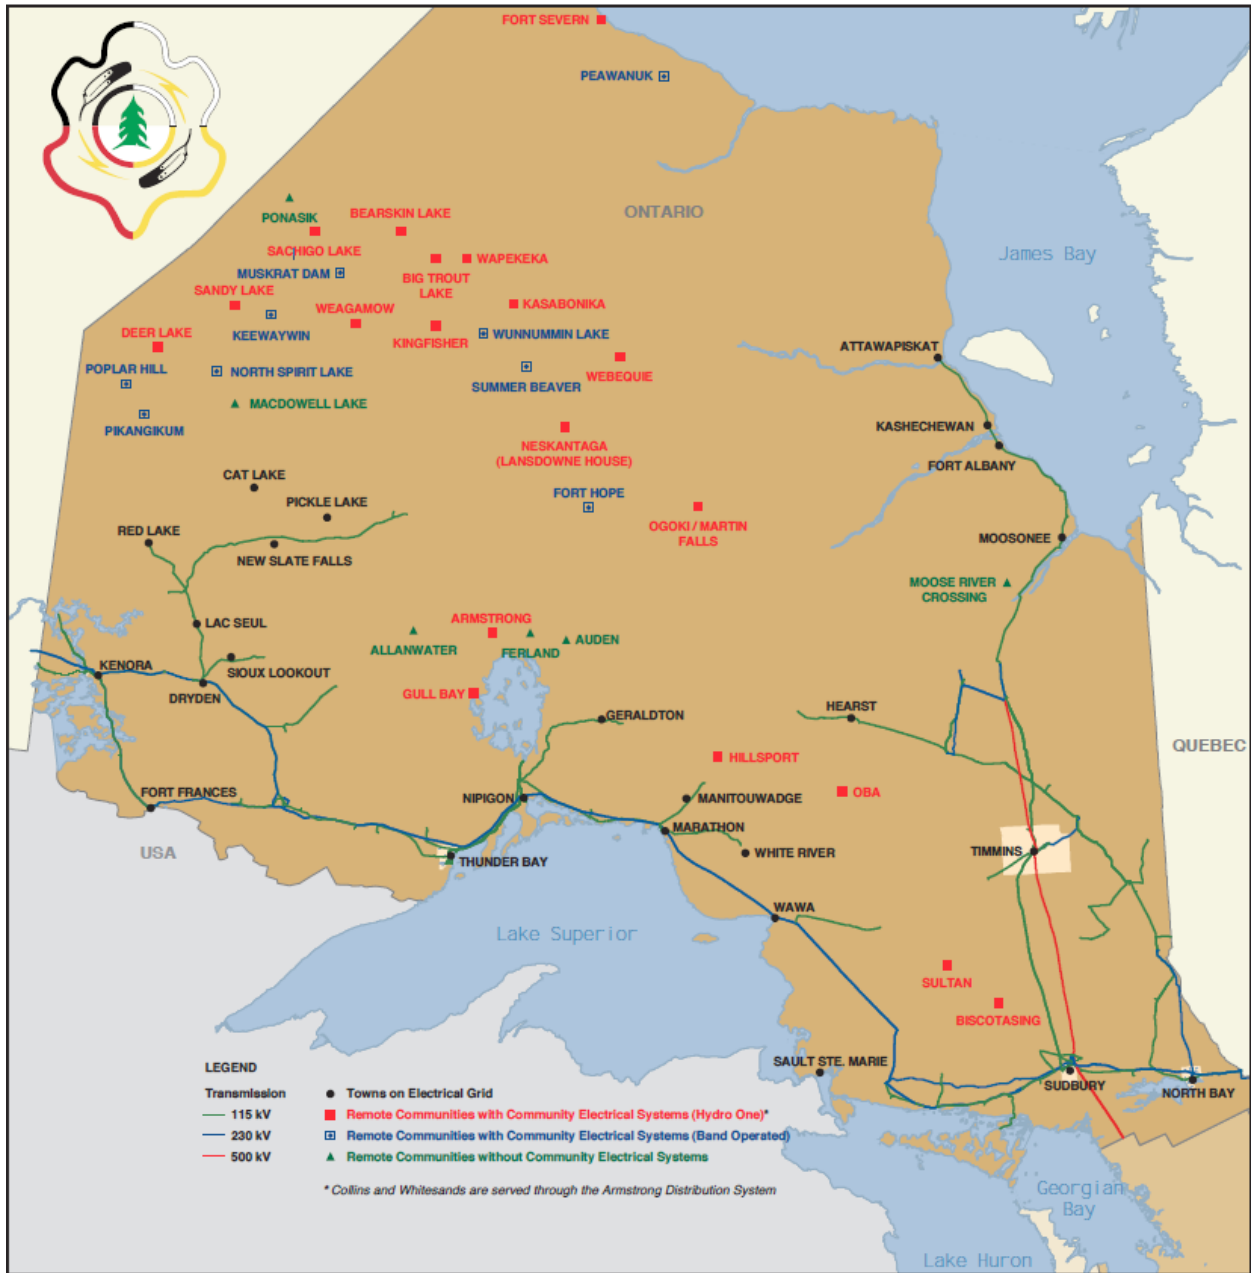 FORT SEVERN
PEAWANUK
ONTARIO
PONASIK
BEARSKIN LAKE
SACHIGO LAKE
James Bay
MUSKRAT DAM
BIG TROUT
LAKE
WAPEKEKA
SANDY LAKE
WEAGAMOW
KASABONIKA
KEEWAYWIN
DEER LAKE
KINGFISHER
WUNNUMMIN LAKE
ATTAWAPISKAT
POPLAR HILL
NORTH SPIRIT LAKE
SUMMER BEAVER
WEBEQUIE
MACDOWELL LAKE
PIKANGIKUM
KASHECHEWAN
NESKANTAGA
(LANSDOWNE HOUSE)
FORT ALBANY
CAT LAKE
PICKLE LAKE
FORT HOPE
RED LAKE
NEW SLATE FALLS
OGOKI / MARTIN
FALLS
MOOSONEE
MOOSE RIVER
CROSSING
LAC SEUL
ARMSTRONG
ALLANWATER
FERLAND
AUDEN
KENORA
SIOUX LOOKOUT
DRYDEN
GULL BAY
GERALDTON
HEARST
QUEBEC
HILLSPORT
FORT FRANCES
NIPIGON
MANITOUWADGE
OBA
MARATHON
USA
THUNDER BAY
WHITE RIVER
TIMMINS
WAWA
Lake Superior
SULTAN
BISCOTASING
SAULT STE. MARIE
SUDBURY
NORTH BAY
LEGEND
Transmission
115 kV
230 kV
500 kV
Towns on Electrical Grid
Remote Communities with Community Electrical Systems (Hydro One)*
Remote Communities with Community Electrical Systems (Band Operated)
Remote Communities without Community Electrical Systems
* Collins and Whitesands are served through the Armstrong Distribution System
Georgian
Bay
Lake Huron